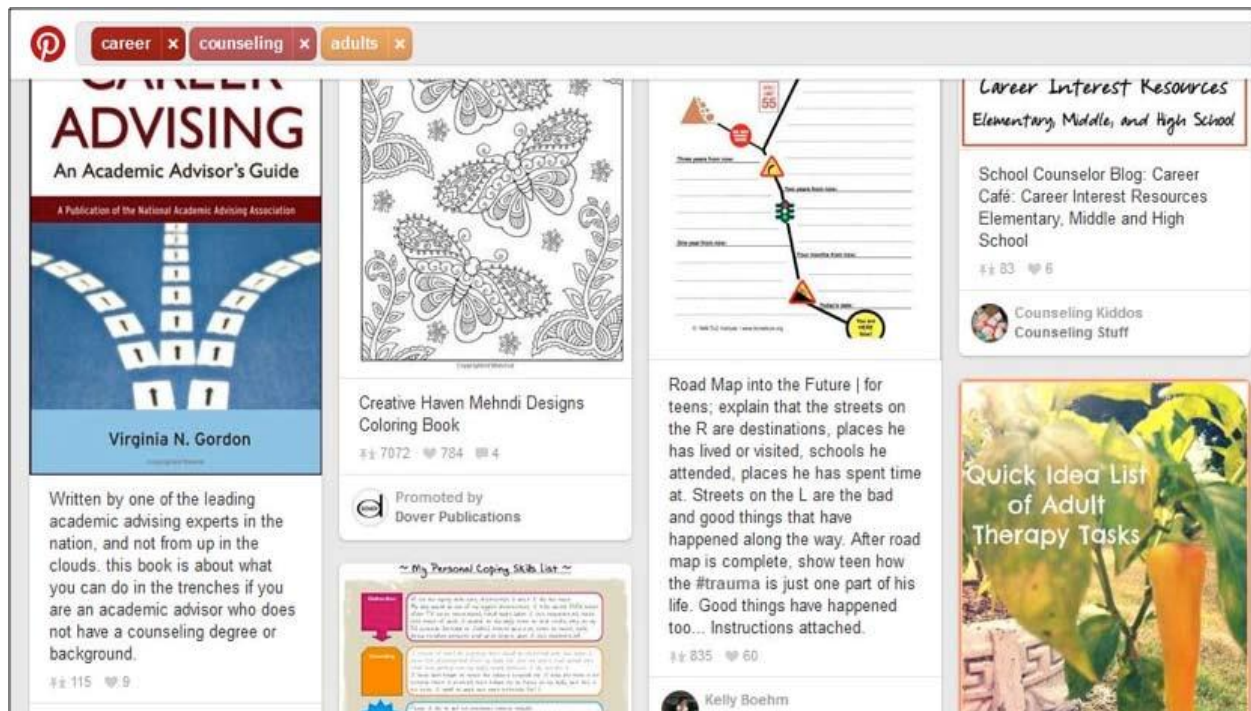 career ×
counseling ×
adults ×
CAREER
ADVISING
An Academic Advisor's Guide
A Publication of the National Academic Advising Association
Virginia N. Gordon
Written by one of the leading
academic advising experts in the
nation, and not from up in the
clouds. this book is about what
you can do in the trenches if you
are an academic advisor who does
not have a counseling degree or
background.
115 9
Creative Haven Mehndi Designs
Coloring Book
7072 784 4
Promoted by
Dover Publications
~ My Personal Coping Skills List ~
55
Three years from now:
Two years from now:
One year from now:
Four months from now:
Today's date:
You are
HERE
Road Map into the Future | for
teens; explain that the streets on
the R are destinations, places he
has lived or visited, schools he
attended, places he has spent time
at. Streets on the L are the bad
and good things that have
happened along the way. After road
map is complete, show teen how
the #trauma is just one part of his
life. Good things have happened
too... Instructions attached.
835 60
Kelly Boehm
Career Interest Resources
Elementary, Middle, and High School
School Counselor Blog: Career
Café: Career Interest Resources
Elementary, Middle and High
School
83 6
Counseling Kiddos
Counseling Stuff
Quick Idea List
of Adult
Therapy Tasks